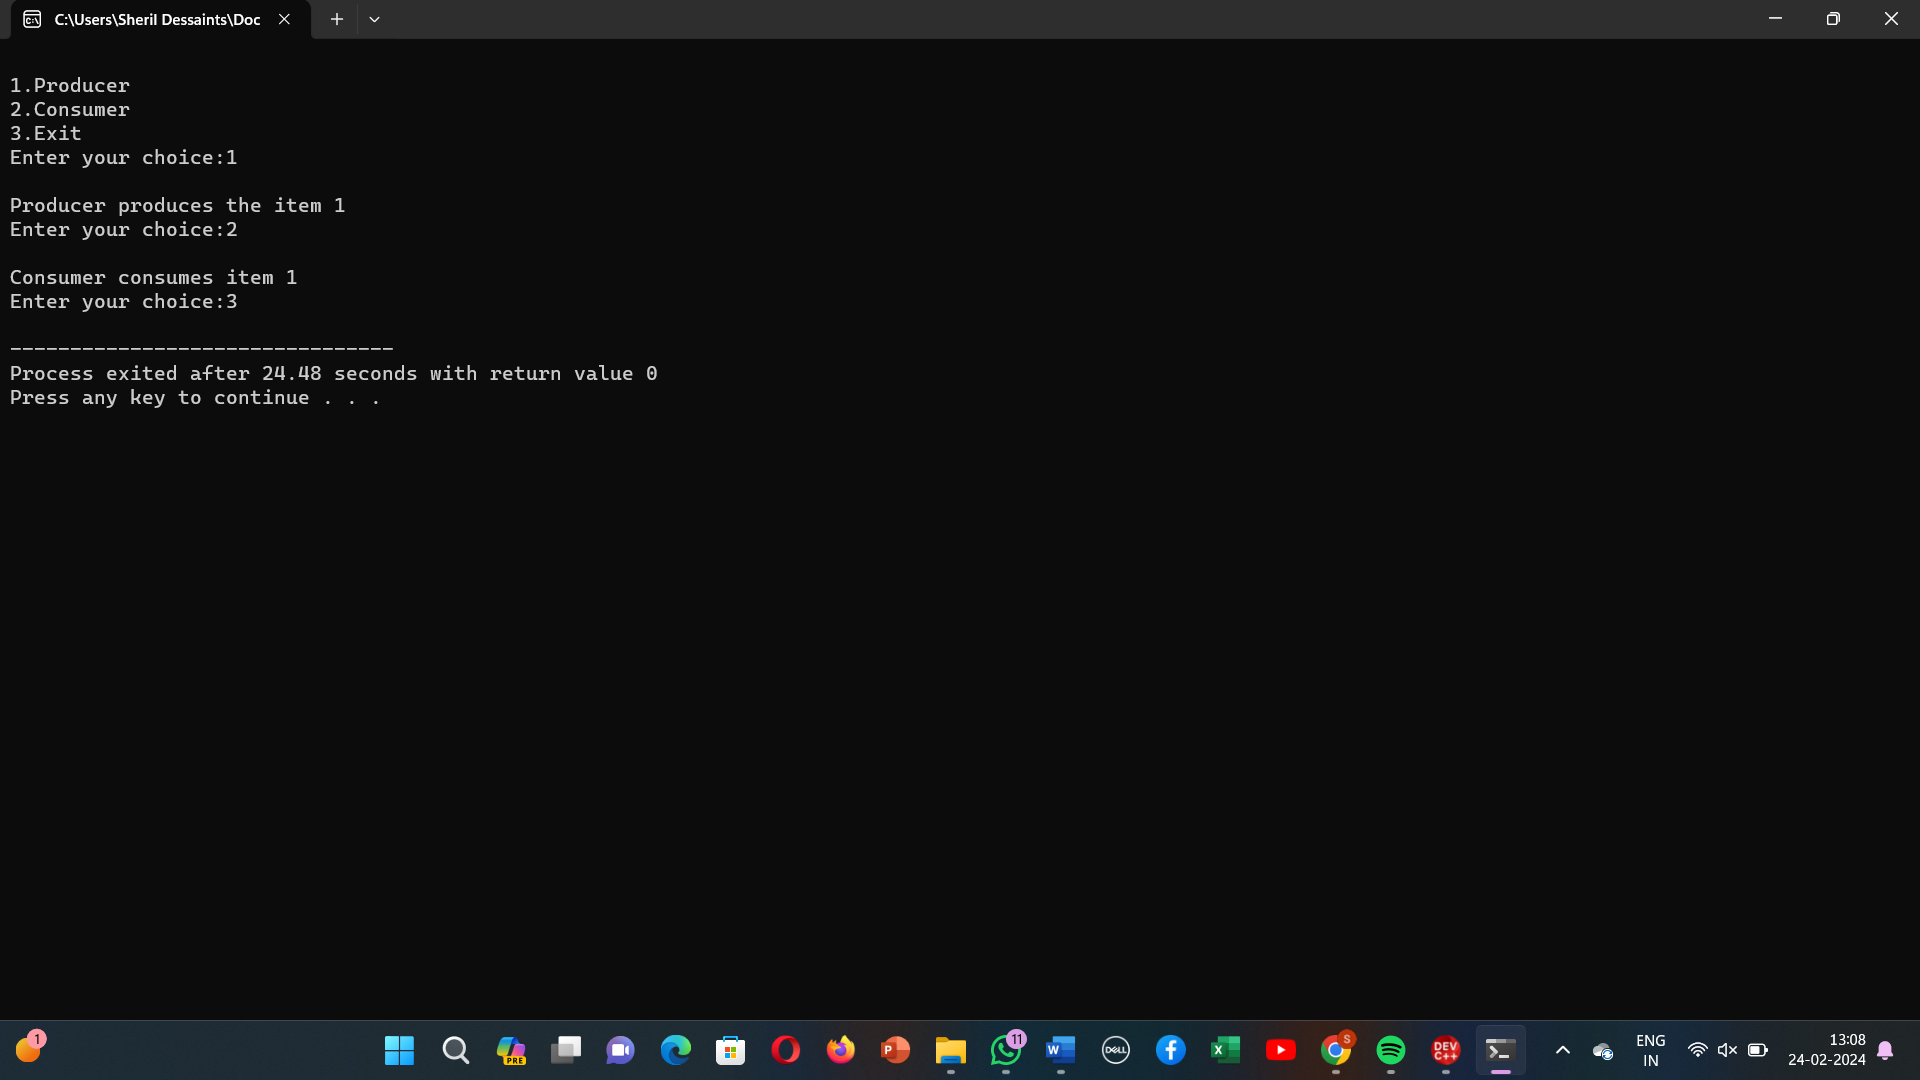 C:\Users\Sheril Dessaints\Doc
1.Producer
2.Consumer
3.Exit
Enter your choice:1
Producer produces the item 1
Enter your choice:2
Consumer consumes item 1
Enter your choice:3
--------------------------------
Process exited after 24.48 seconds with return value 0
Press any key to continue . . .
1
PRE
P
11
W
DELL
X
S
DEV
C++
ENG
IN
13:08
24-02-2024